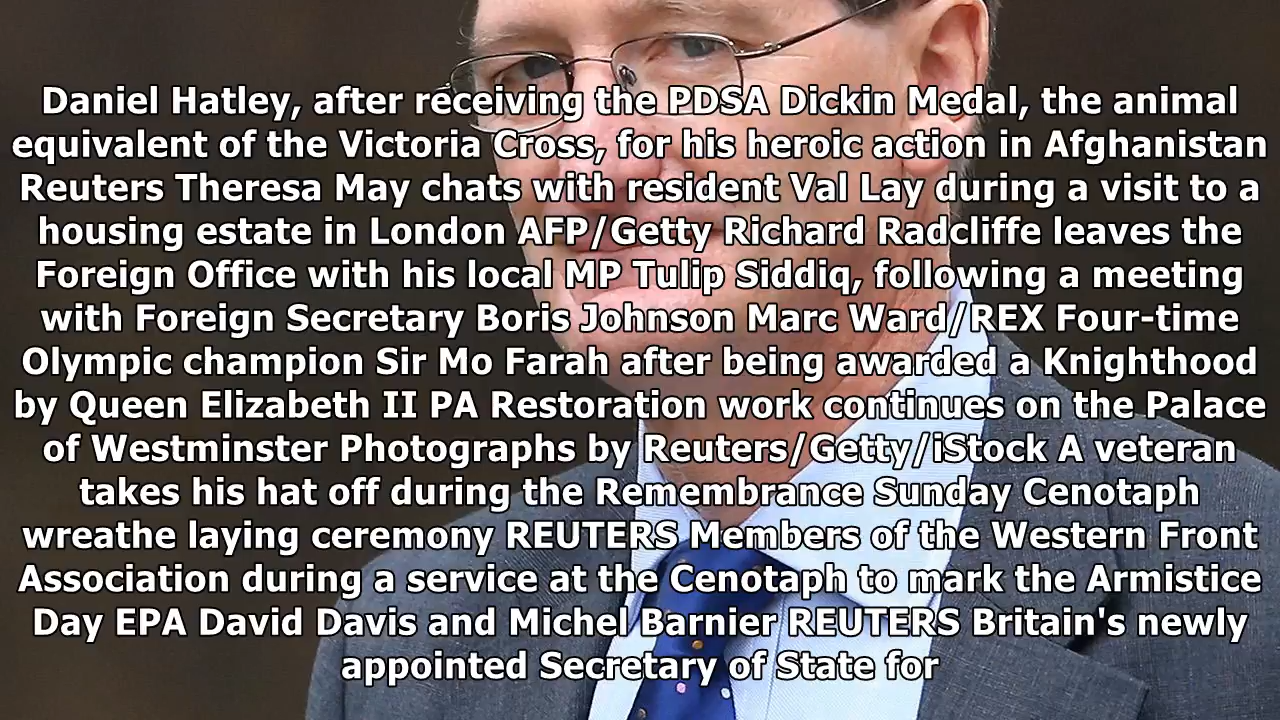 Daniel Hatley, after receiving the PDSA Dickin Medal, the animal
equivalent of the Victoria Cross, for his heroic action in Afghanistan
Reuters Theresa May chats with resident Val Lay during a visit to a
housing estate in London AFP/Getty Richard Radcliffe leaves the
Foreign Office with his local MP Tulip Siddiq, following a meeting
with Foreign Secretary Boris Johnson Marc Ward/REX Four-time
Olympic champion Sir Mo Farah after being awarded a Knighthood
by Queen Elizabeth II PA Restoration work continues on the Palace
of Westminster Photographs by Reuters/Getty/iStock A veteran
takes his hat off during the Remembrance Sunday Cenotaph
wreathe laying ceremony REUTERS Members of the Western Front
Association during a service at the Cenotaph to mark the Armistice
Day EPA David Davis and Michel Barnier REUTERS Britain's newly
appointed Secretary of State for